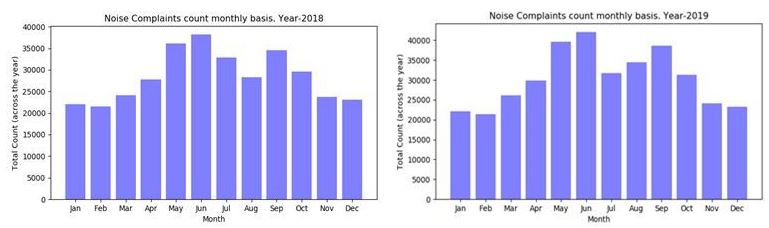 Noise Complaints count monthly basis. Year-2018
Total Count (across the year)
40000
35000
30000
25000
20000
15000
10000
5000
0
Jan Feb Mar Apr May Jun Jul Aug Sep Oct Nov Dec
Month
Noise Complaints count monthly basis. Year-2019
Total Count (across the year)
40000
35000
30000
25000
20000
15000
10000
5000
0
Jan Feb Mar Apr May Jun Jul Aug Sep Oct Nov Dec
Month